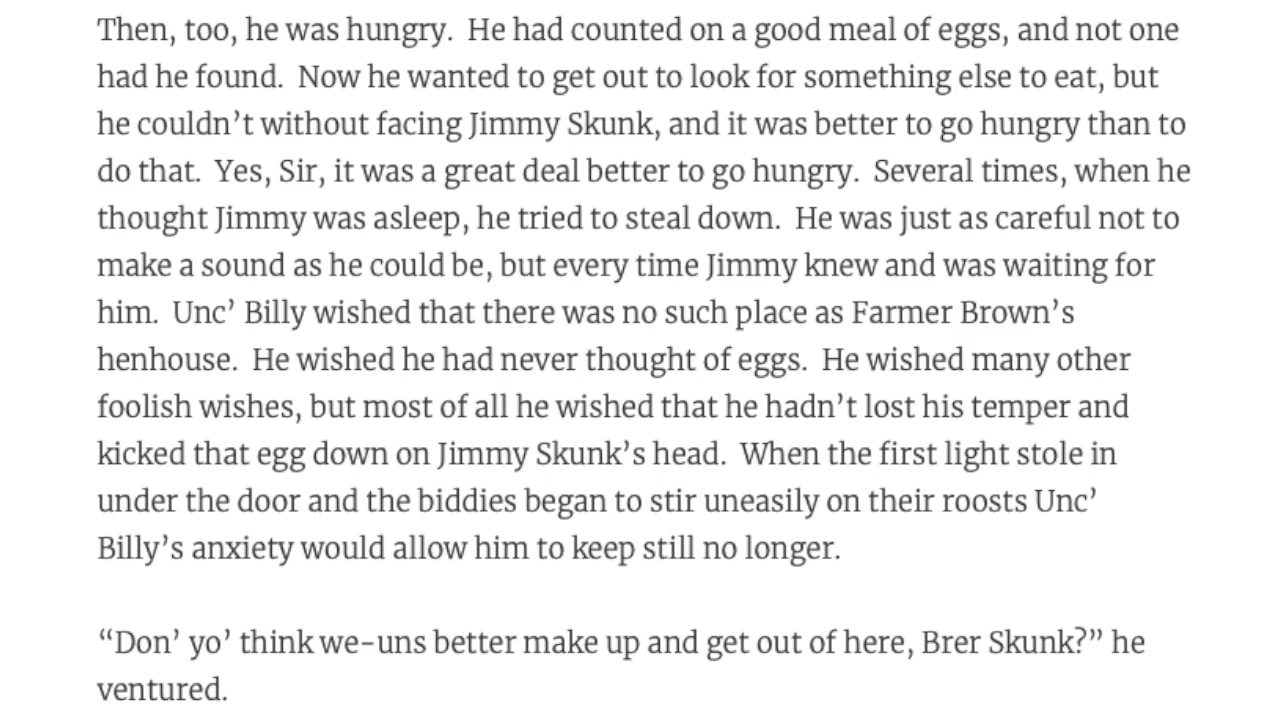 Then, too, he was hungry.  He had counted on a good meal of eggs, and not one
had he found.  Now he wanted to get out to look for something else to eat, but
he couldn’t without facing Jimmy Skunk, and it was better to go hungry than to
do that.  Yes, Sir, it was a great deal better to go hungry.  Several times, when he
thought Jimmy was asleep, he tried to steal down.  He was just as careful not to
make a sound as he could be, but every time Jimmy knew and was waiting for
him.  Unc’ Billy wished that there was no such place as Farmer Brown’s
henhouse.  He wished he had never thought of eggs.  He wished many other
foolish wishes, but most of all he wished that he hadn’t lost his temper and
kicked that egg down on Jimmy Skunk’s head.  When the first light stole in
under the door and the biddies began to stir uneasily on their roosts Unc’
Billy’s anxiety would allow him to keep still no longer.
“Don’ yo’ think we-uns better make up and get out of here, Brer Skunk?” he
ventured.